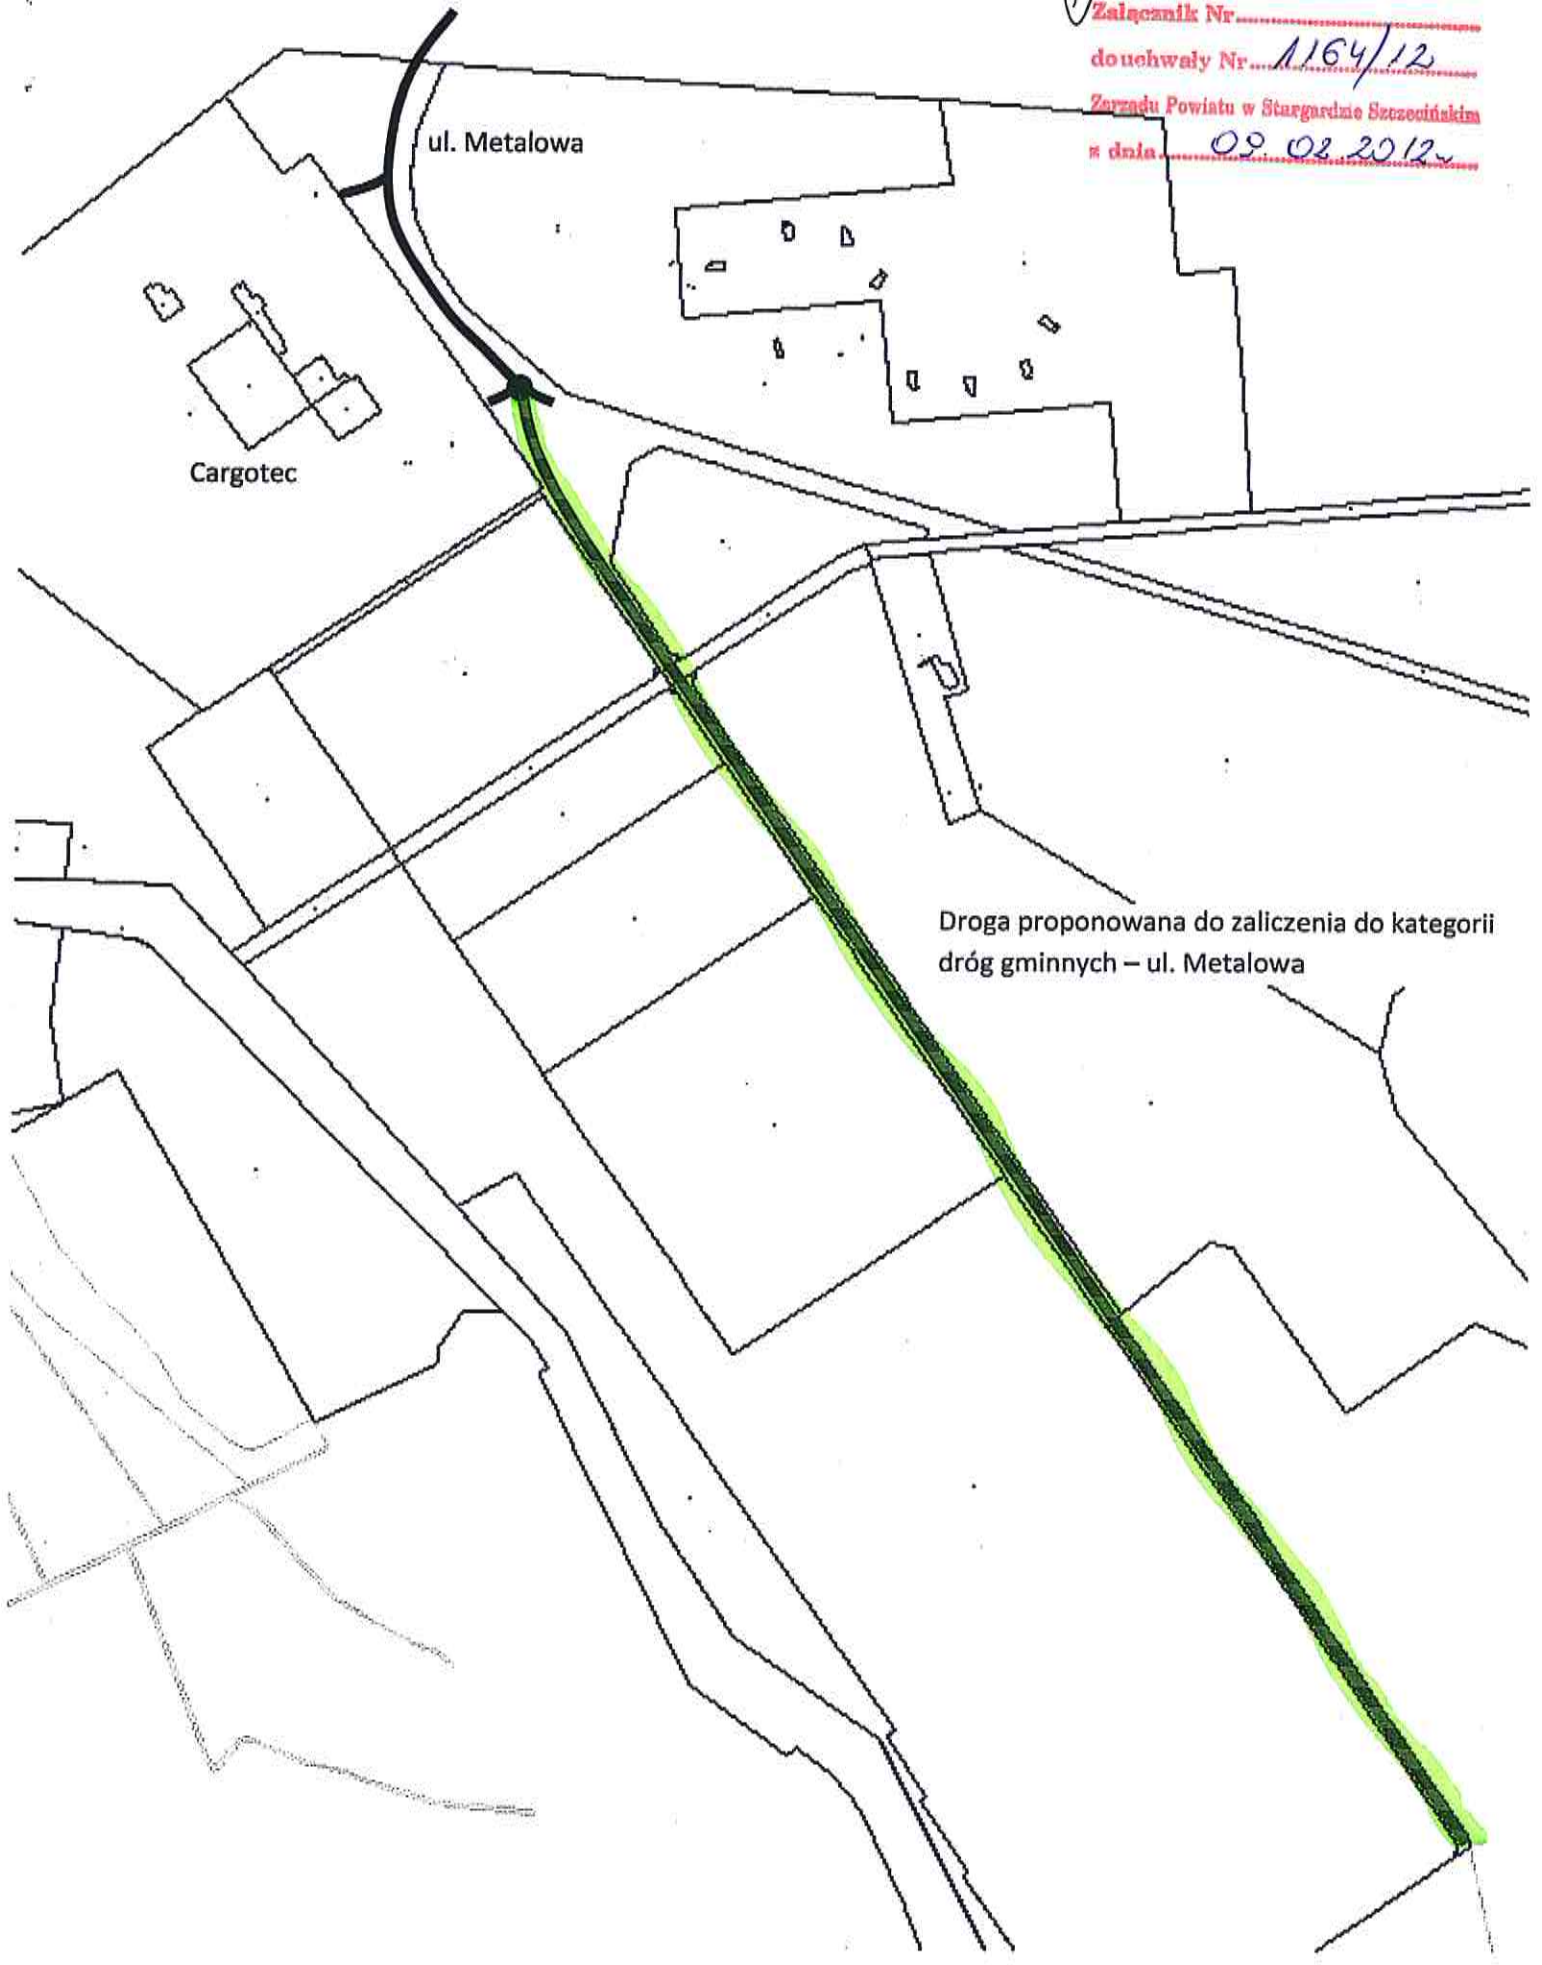 Załącznik Nr
do uchwały Nr 1164/12
Zarządu Powiatu w Stargardzie Szczecińskim
z dnia 09.02.2012r
ul. Metalowa
Cargotec
Droga proponowana do zaliczenia do kategorii
dróg gminnych – ul. Metalowa